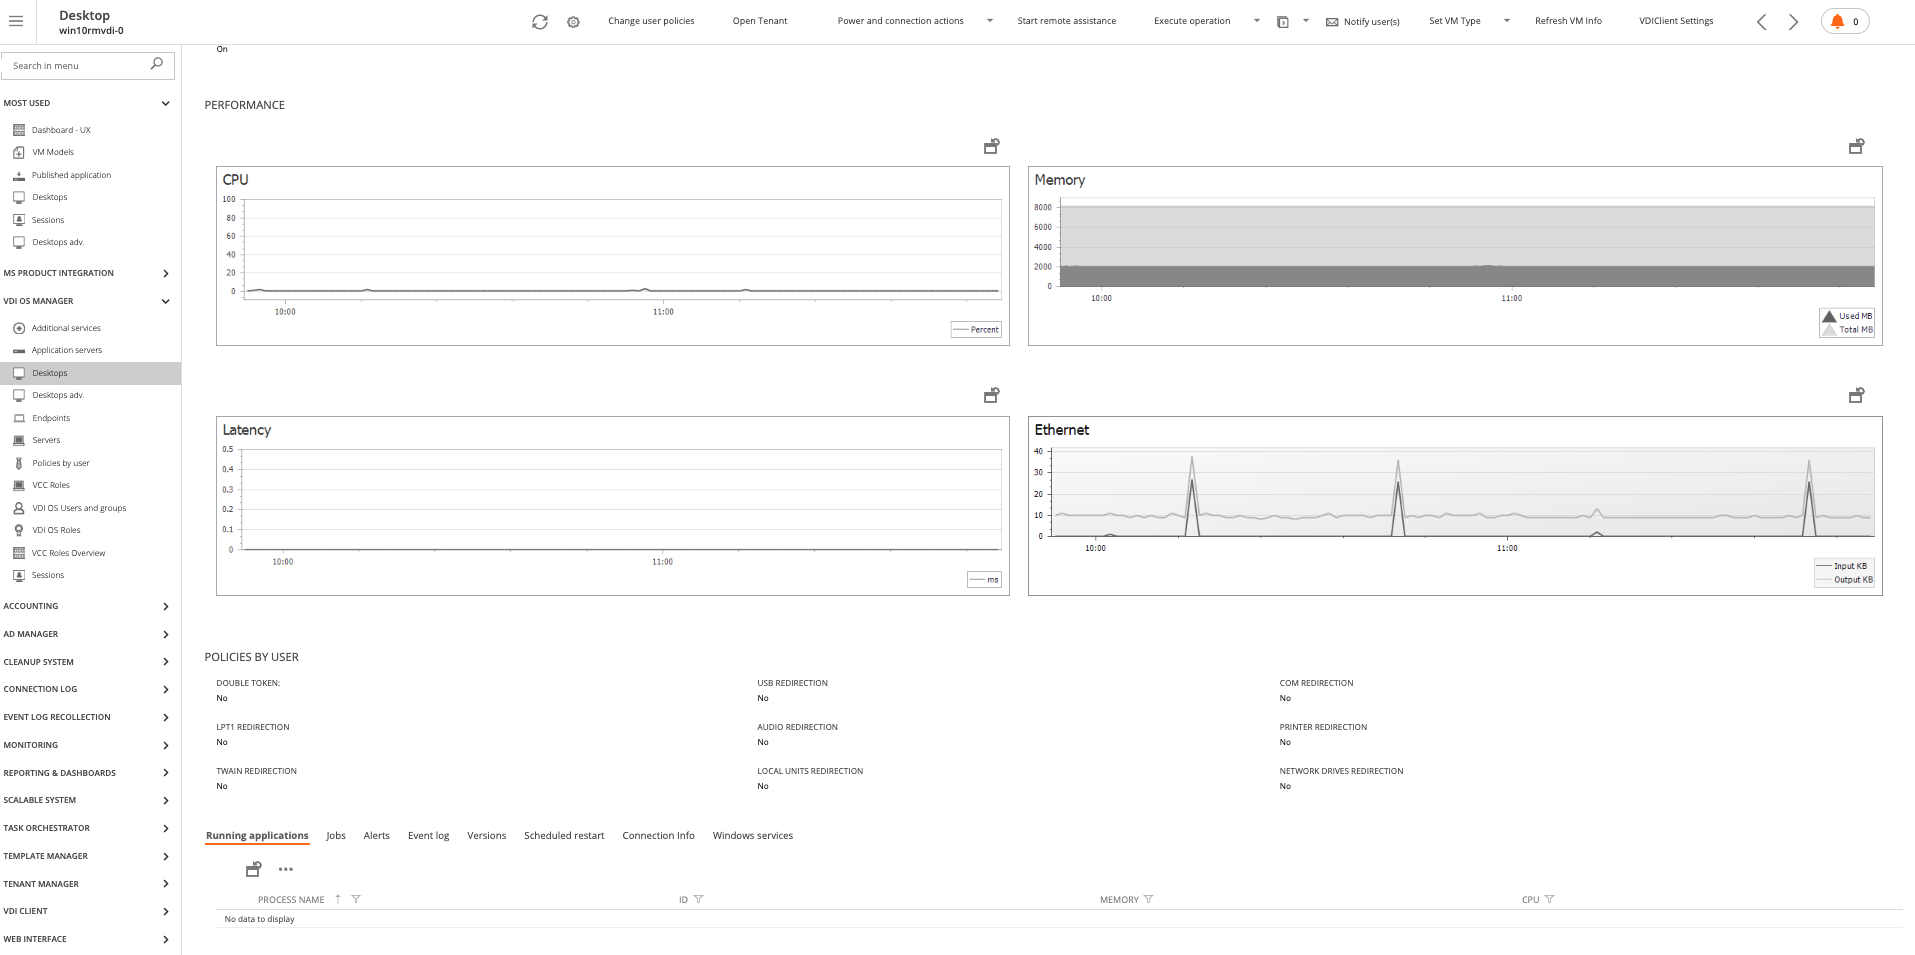 Desktop
win10rmvdi-0
Change user policies
Open Tenant
Power and connection actions
Start remote assistance
Execute operation
Notify user(s)
Set VM Type
Refresh VM Info
VDIClient Settings
0
Search in menu
MOST USED
Dashboard - UX
VM Models
Published application
Desktops
Sessions
Desktops adv.
MS PRODUCT INTEGRATION
VDI OS MANAGER
Additional services
Application servers
Desktops
Desktops adv.
Endpoints
Servers
Policies by user
VCC Roles
VDI OS Users and groups
VDI OS Roles
VCC Roles Overview
Sessions
ACCOUNTING
AD MANAGER
CLEANUP SYSTEM
CONNECTION LOG
EVENT LOG RECOLLECTION
MONITORING
REPORTING & DASHBOARDS
SCALABLE SYSTEM
TASK ORCHESTRATOR
TEMPLATE MANAGER
TENANT MANAGER
VDI CLIENT
WEB INTERFACE
On
PERFORMANCE
CPU
100
80
60
40
20
0
10:00 11:00
Percent
Memory
8000
6000
4000
2000
0
10:00 11:00
Used MB
Total MB
Latency
0.5
0.4
0.3
0.2
0.1
0
10:00 11:00
ms
Ethernet
40
30
20
10
0
10:00 11:00
Input KB
Output KB
POLICIES BY USER
DOUBLE TOKEN: USB REDIRECTION COM REDIRECTION
No No No
LPT1 REDIRECTION AUDIO REDIRECTION PRINTER REDIRECTION
No No No
TWAIN REDIRECTION LOCAL UNITS REDIRECTION NETWORK DRIVES REDIRECTION
No No No
Running applications Jobs Alerts Event log Versions Scheduled restart Connection Info Windows services
PROCESS NAME ID MEMORY CPU
No data to display